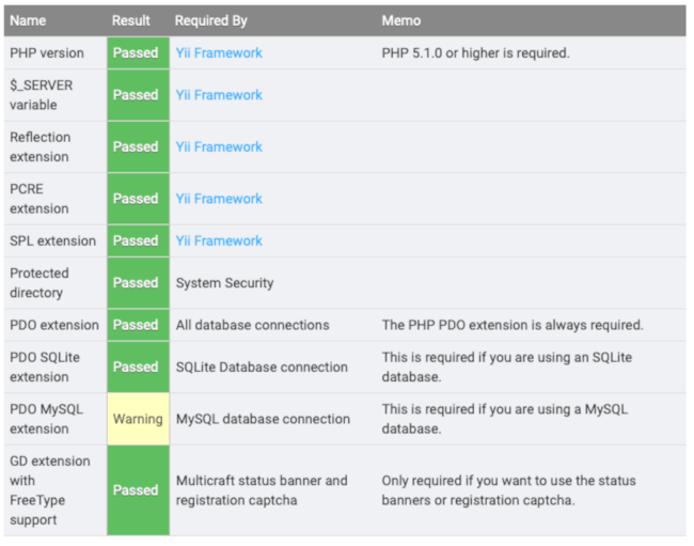 Name Result Required By Memo
PHP version Passed Yii Framework PHP 5.1.0 or higher is required.
$_SERVER
variable Passed Yii Framework
Reflection
extension Passed Yii Framework
PCRE
extension Passed Yii Framework
SPL extension Passed Yii Framework
Protected
directory Passed System Security
PDO extension Passed All database connections The PHP PDO extension is always required.
PDO SQLite
extension Passed SQLite Database connection This is required if you are using an SQLite
database.
PDO MySQL
extension Warning MySQL database connection This is required if you are using a MySQL
database.
GD extension
with
FreeType
support Passed Multicraft status banner and
registration captcha Only required if you want to use the status
banners or registration captcha.